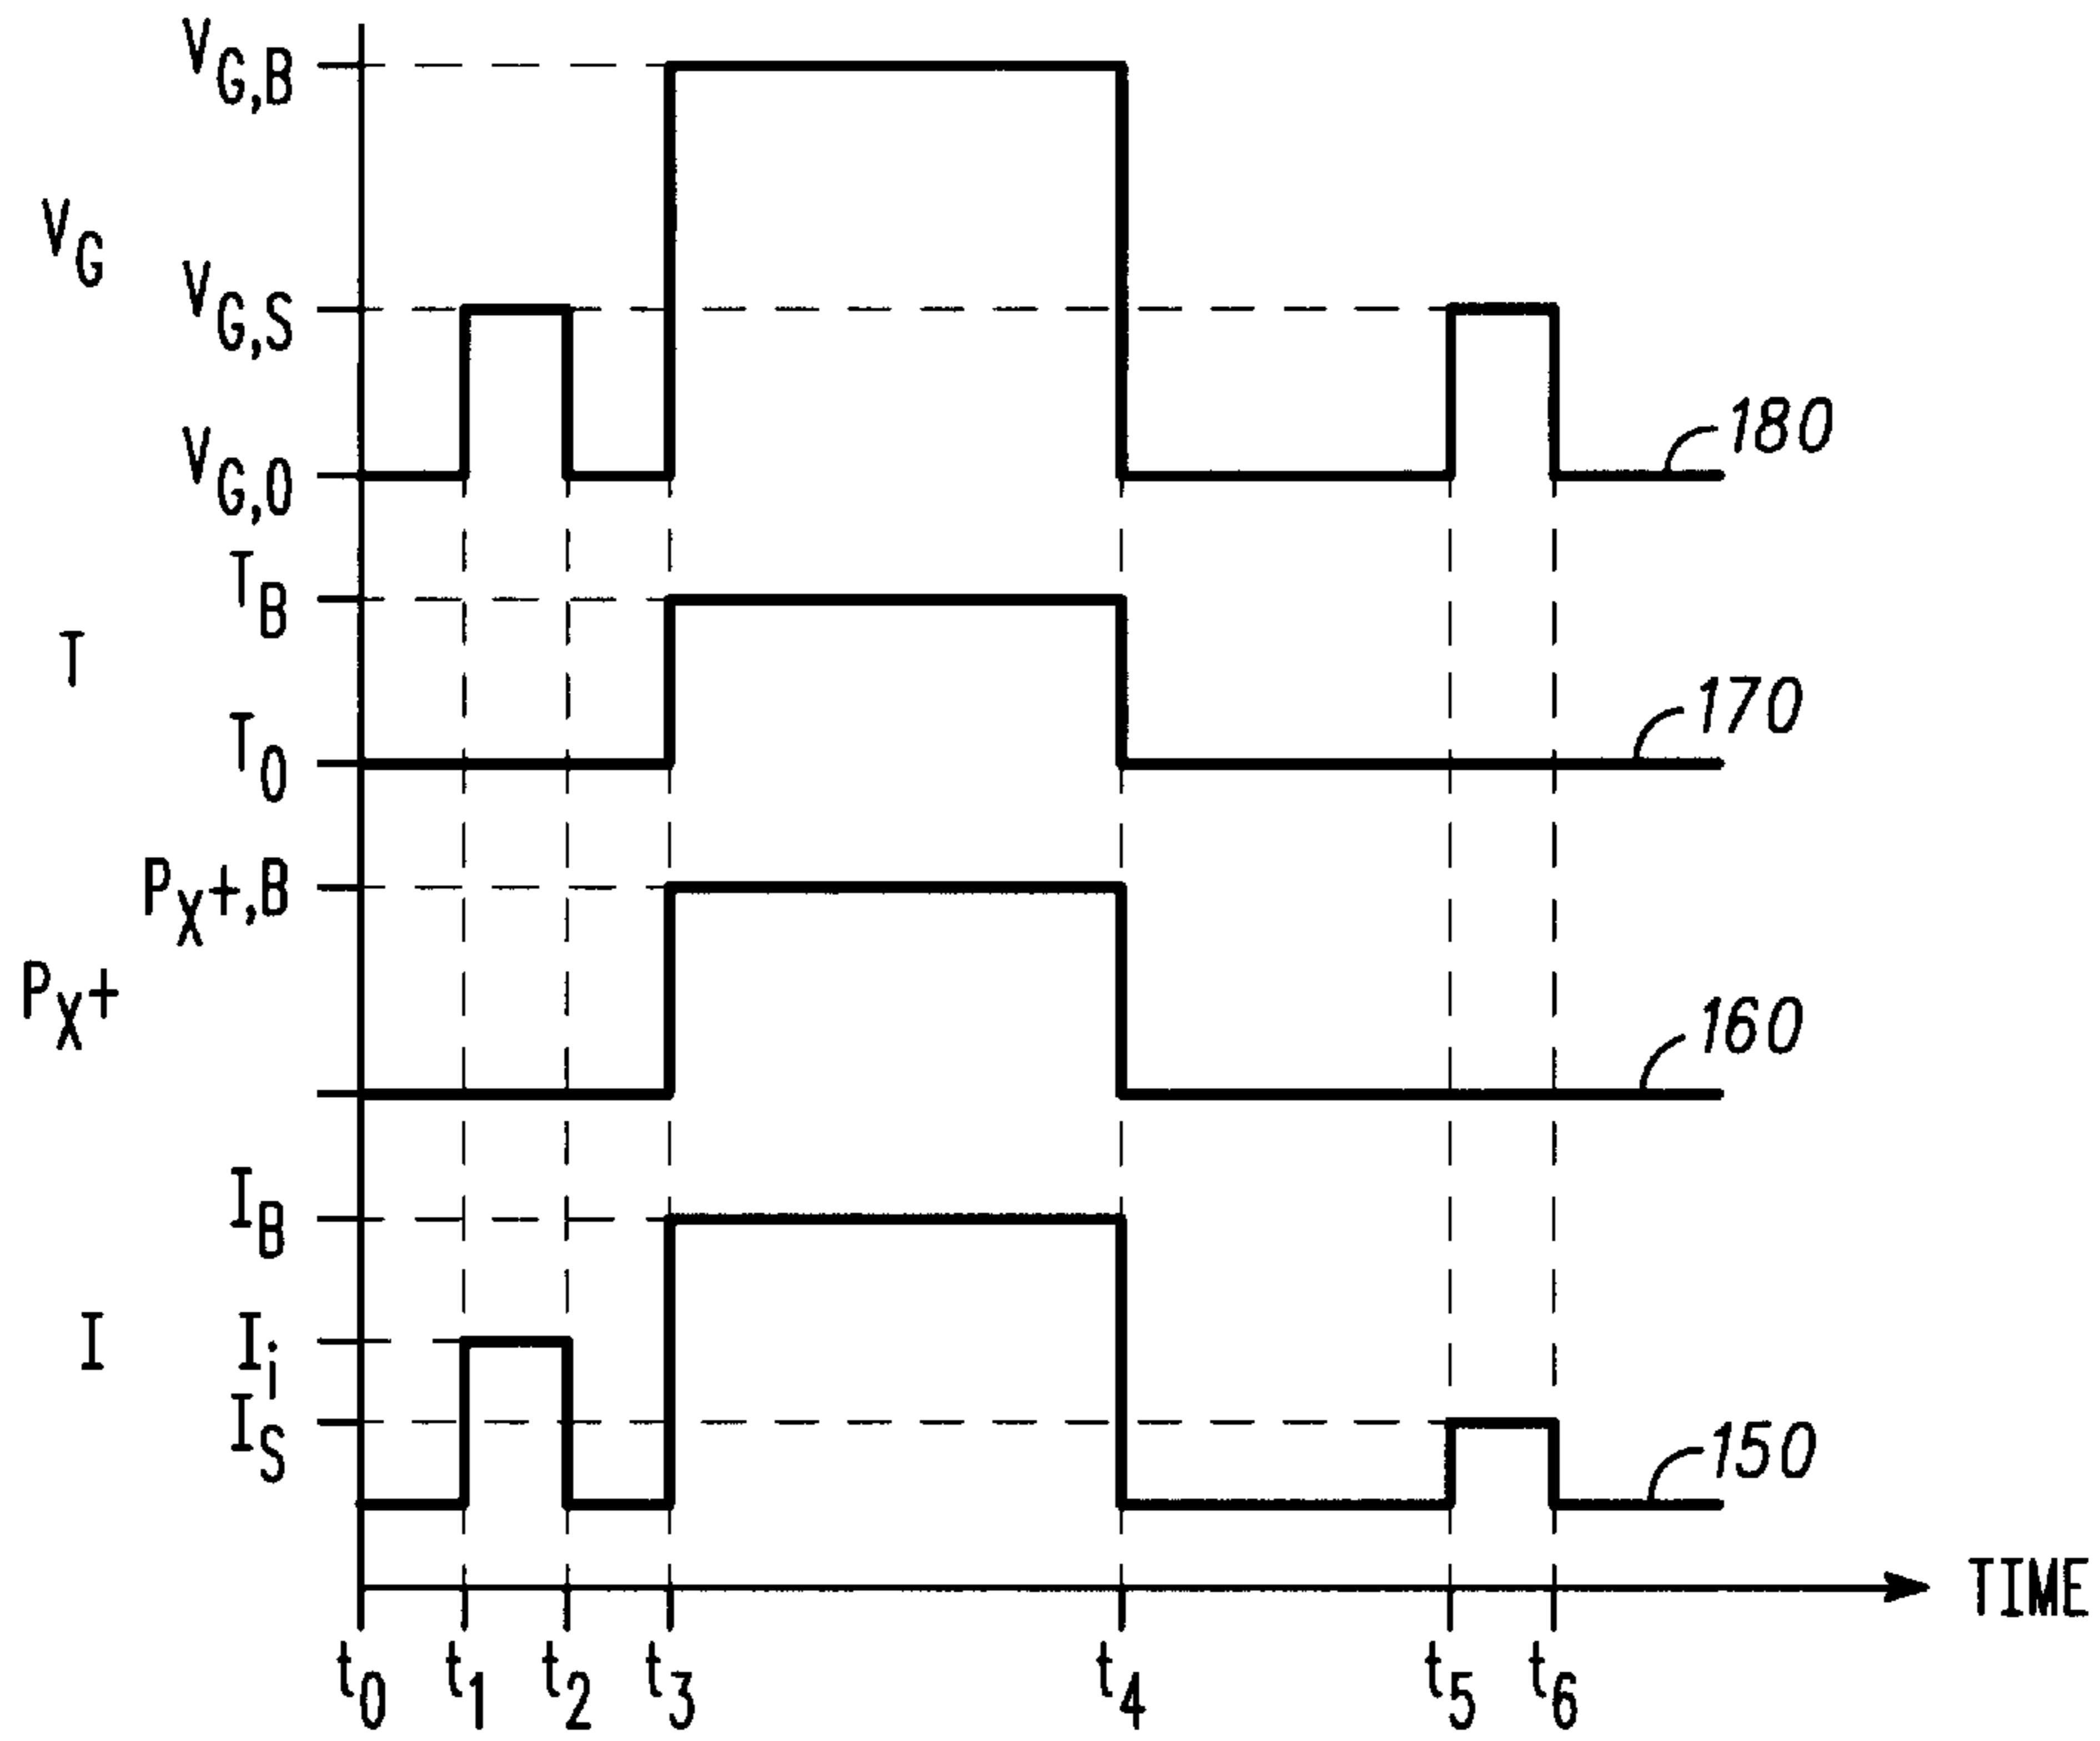 V_G,B
V_G
V_G,S
V_G,0
180
T_B
T
T_0
170
P_X+,B
P_X+
160
I_B
I
I_i
I_S
150
TIME
t_0 t_1 t_2 t_3 t_4 t_5 t_6